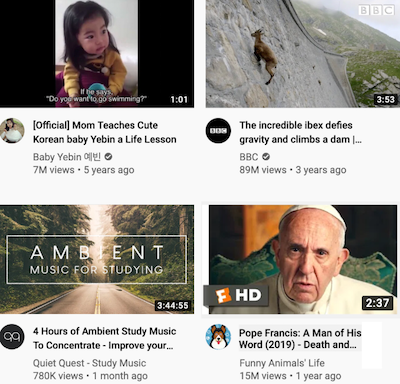 If he says,
"Do you want to go swimming?"
1:01
[Official] Mom Teaches Cute
Korean baby Yebin a Life Lesson
Baby Yebin 예빈
7M views • 5 years ago
BBC
3:53
BBC
The incredible ibex defies
gravity and climbs a dam |...
BBC
89M views • 3 years ago
AMBIENT
MUSIC FOR STUDYING
3:44:55
qq
4 Hours of Ambient Study Music
To Concentrate - Improve your...
Quiet Quest - Study Music
780K views • 1 month ago
F HD
2:37
Pope Francis: A Man of His
Word (2019) - Death and...
Funny Animals' Life
15M views • 1 year ago